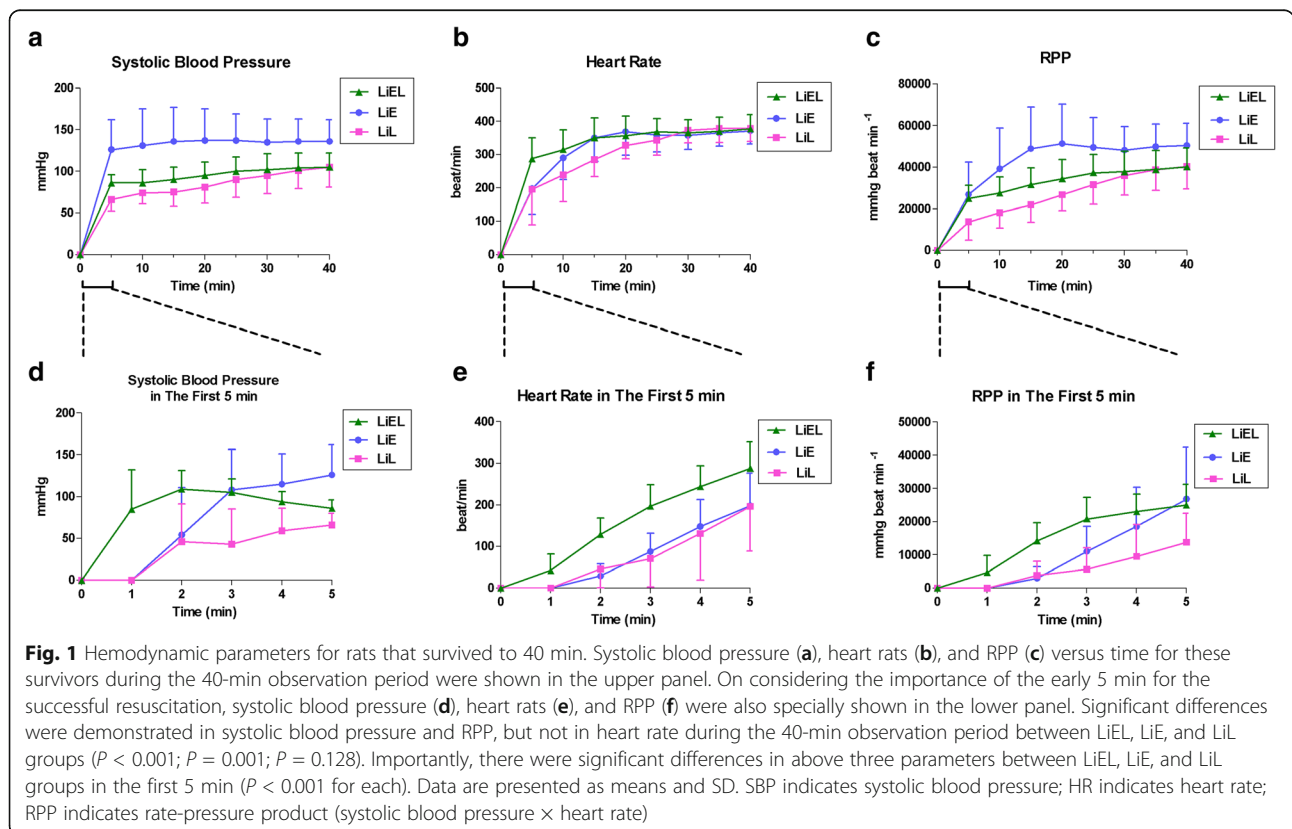 a
Systolic Blood Pressure
200
150
100
50
0
mmHg
0 10 20 30 40
Time (min)
LiEL
LiE
LiL
b
Heart Rate
500
400
300
200
100
0
beat/min
0 10 20 30 40
Time (min)
LiEL
LiE
LiL
c
RPP
80000
60000
40000
20000
0
mmhg beat min -1
0 10 20 30 40
Time (min)
LiEL
LiE
LiL
d
Systolic Blood Pressure
in The First 5 min
200
150
100
50
0
mmHg
0 1 2 3 4 5
Time (min)
LiEL
LiE
LiL
e
Heart Rate in The First 5 min
400
300
200
100
0
beat/min
0 1 2 3 4 5
Time (min)
LiEL
LiE
LiL
f
RPP in The First 5 min
50000
40000
30000
20000
10000
0
mmhg beat min -1
0 1 2 3 4 5
Time (min)
LiEL
LiE
LiL
Fig. 1 Hemodynamic parameters for rats that survived to 40 min. Systolic blood pressure (a), heart rats (b), and RPP (c) versus time for these
survivors during the 40-min observation period were shown in the upper panel. On considering the importance of the early 5 min for the
successful resuscitation, systolic blood pressure (d), heart rats (e), and RPP (f) were also specially shown in the lower panel. Significant differences
were demonstrated in systolic blood pressure and RPP, but not in heart rate during the 40-min observation period between LiEL, LiE, and LiL
groups (P < 0.001; P = 0.001; P = 0.128). Importantly, there were significant differences in above three parameters between LiEL, LiE, and LiL
groups in the first 5 min (P < 0.001 for each). Data are presented as means and SD. SBP indicates systolic blood pressure; HR indicates heart rate;
RPP indicates rate-pressure product (systolic blood pressure × heart rate)